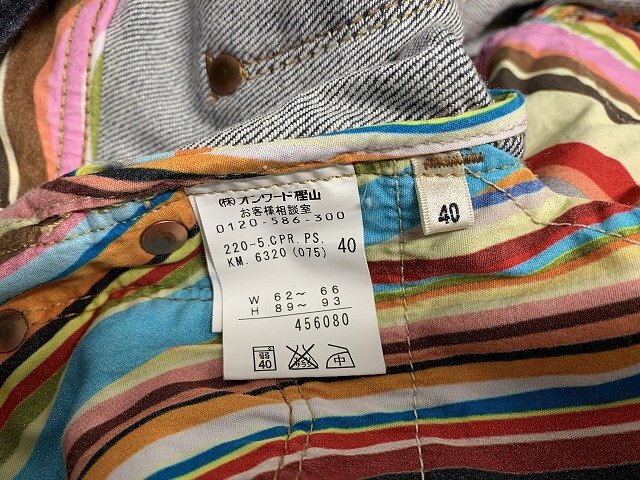 (株)オンワード樫山
お客様相談室
0120-586-300
220-5.CPR.PS. 40
KM. 6320 (075)
W 62～ 66
H 89～ 93
456080
40
中
40